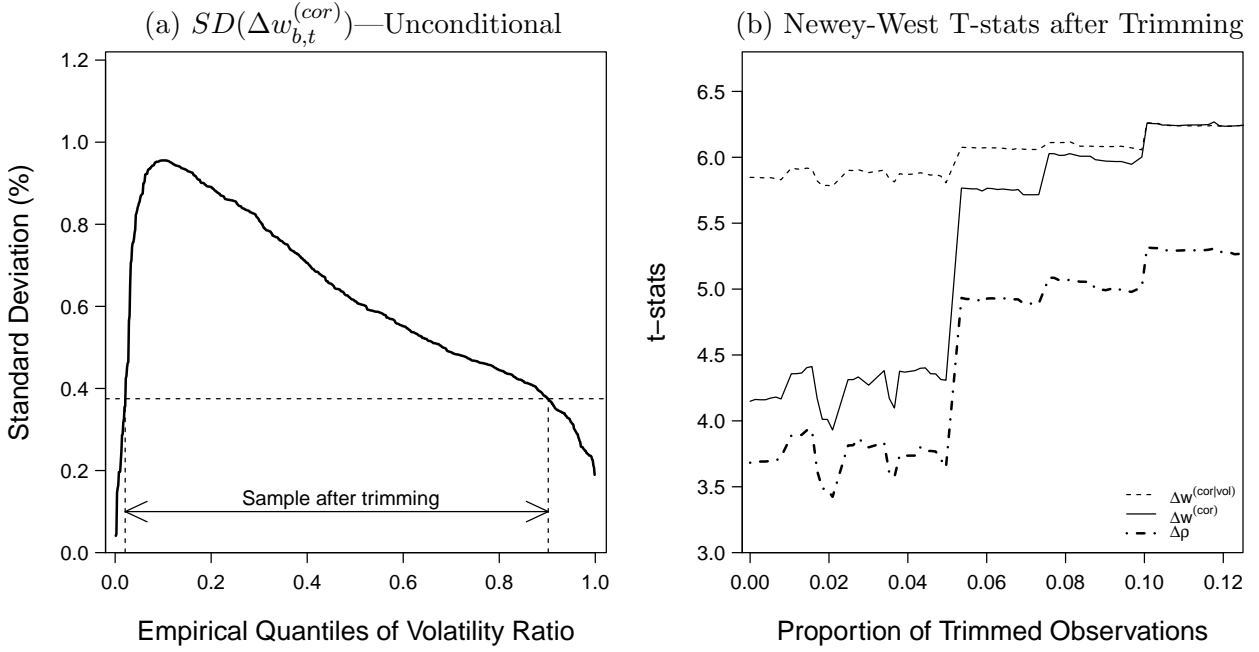 (a) $SD(\Delta w_{b,t}^{(cor)})$—Unconditional
Standard Deviation (%)
1.2
1.0
0.8
0.6
0.4
0.2
0.0
Sample after trimming
0.0 0.2 0.4 0.6 0.8 1.0
Empirical Quantiles of Volatility Ratio
(b) Newey-West T-stats after Trimming
t−stats
6.5
6.0
5.5
5.0
4.5
4.0
3.5
3.0
Δw^(cor|vol)
Δw^(cor)
Δρ
0.00 0.02 0.04 0.06 0.08 0.10 0.12
Proportion of Trimmed Observations